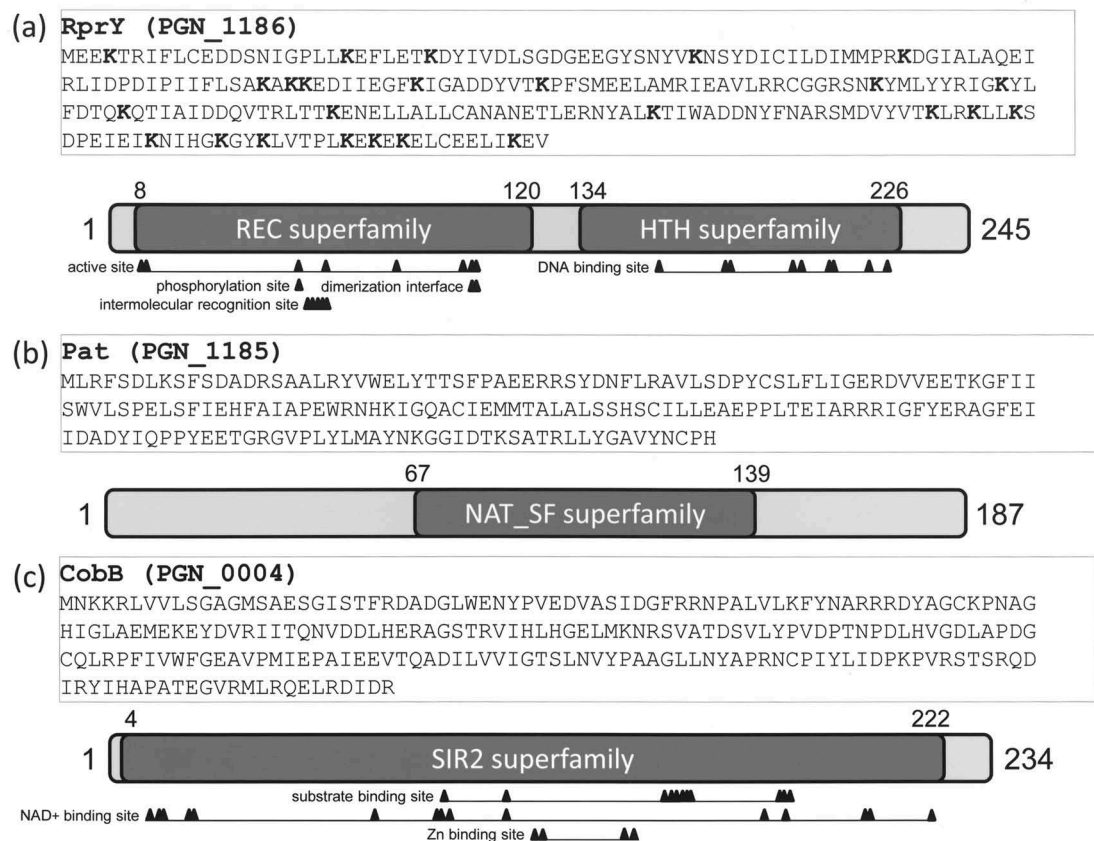 (a) RprY (PGN_1186)
MEEKTRIFLCEDDSNIGPLLKEFLETKDYIVDLSGDGEEGYSNYVKNSYDICILDIMMPRKDGIALAQEI
RLIDPDIPIIFLSAKAKKEDIIEGFKIGADDYVTKPFSMEELAMRIEAVLRRCGGRSNKYMLYYRIGKYL
FDTQKQTIAIDDQVTRLTTKENELLALLCANANETLERNYALKTIWADDNYFNARSMDVYVTKLRKLLKS
DPEIEIKNIHGKGYKLVTPLKEKEKELCEELIKEV
8 120 134 226
1 REC superfamily HTH superfamily 245
active site DNA binding site
phosphorylation site dimerization interface
intermolecular recognition site
(b) Pat (PGN_1185)
MLRFSDLKSFSDADRSAALRYVWELYTTSFPAEERRSYDNFLRAVLSDPYCSLFLIGERDVVEETKGFII
SWVLSPELSFIEHFAIAPEWRNHKIGQACIEMMTALALSSHSCILLEAEPPLTEIARRRIGFYERAGFEI
IDADYIQPPYEETGRGVPLYLMAYNKGGIDTKSATRLLYGAVYNCPH
67 139
1 NAT_SF superfamily 187
(c) CobB (PGN_0004)
MNKKRLVVLSGAGMSAESGISTFRDADGLWENYPVEDVASIDGFRRNPALVLKFYNARRRDYAGCKPNAG
HIGLAEMEKEYDVRIITQNVDDLHERAGSTRVIHLHGELMKNRSVATDSVLYPVDPTNPDLHVGDLAPDG
CQLRPFIVWFGEAVPMIEPAIEEVTQADILVVIGTSLNVYPAAGLLNYAPRNCPIYLIDPKPVRSTSRQD
IRYIHAPATEGVRMLRQELRDIDR
4 222
1 SIR2 superfamily 234
substrate binding site
NAD+ binding site
Zn binding site